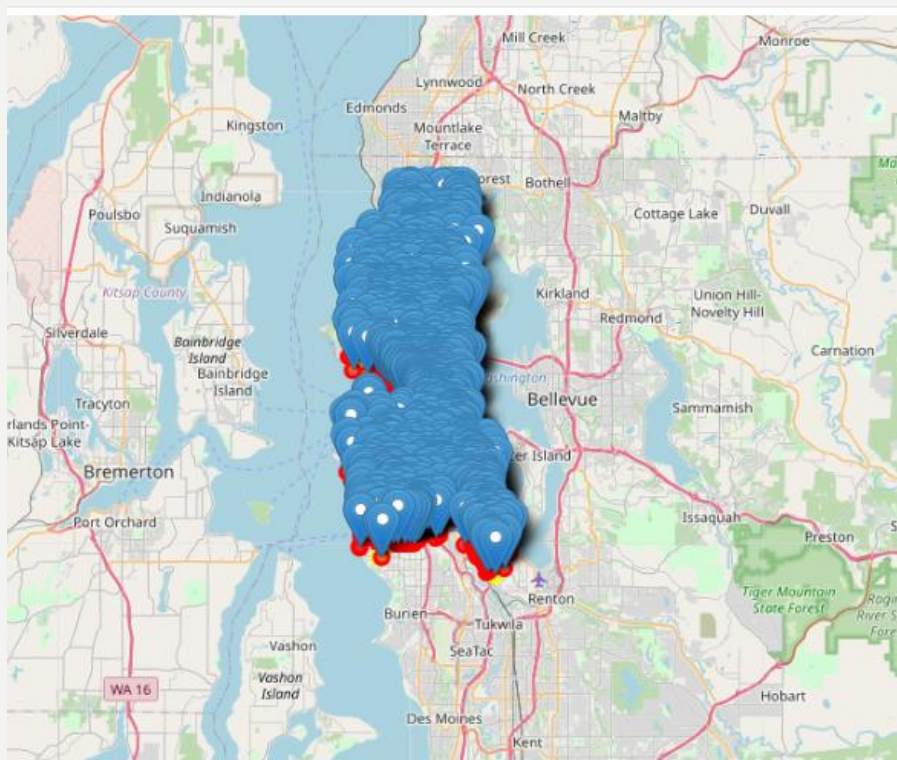 Mill Creek
Monroe
Lynnwood
North Creek
Edmonds
Maltby
Kingston
Mountlake
Terrace
Bothell
Indianola
Poulsbo
Suquamish
Cottage Lake
Duvall
Kitsap County
Kirkland
Union Hill-
Novelty Hill
Redmond
Silverdale
Bainbridge
Island
Bainbridge
Island
Carnation
Tracyton
Bellevue
Sammamish
Kitsap Lake
Bremerton
Island
Port Orchard
Issaquah
Preston
Tiger Mountain
State Forest
Renton
Burien
Tukwila
SeaTac
Vashon
Vashon
Island
WA 16
Hobart
Des Moines
Kent